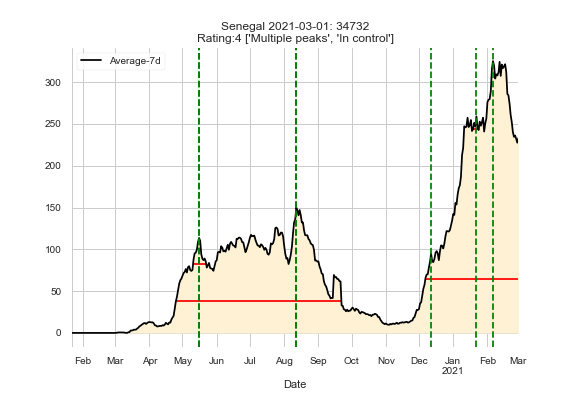 Senegal 2021-03-01: 34732
Rating:4 ['Multiple peaks', 'In control']
Average-7d
300
250
200
150
100
50
0
Feb Mar Apr May Jun Jul Aug Sep Oct Nov Dec Jan Feb Mar
2021
Date